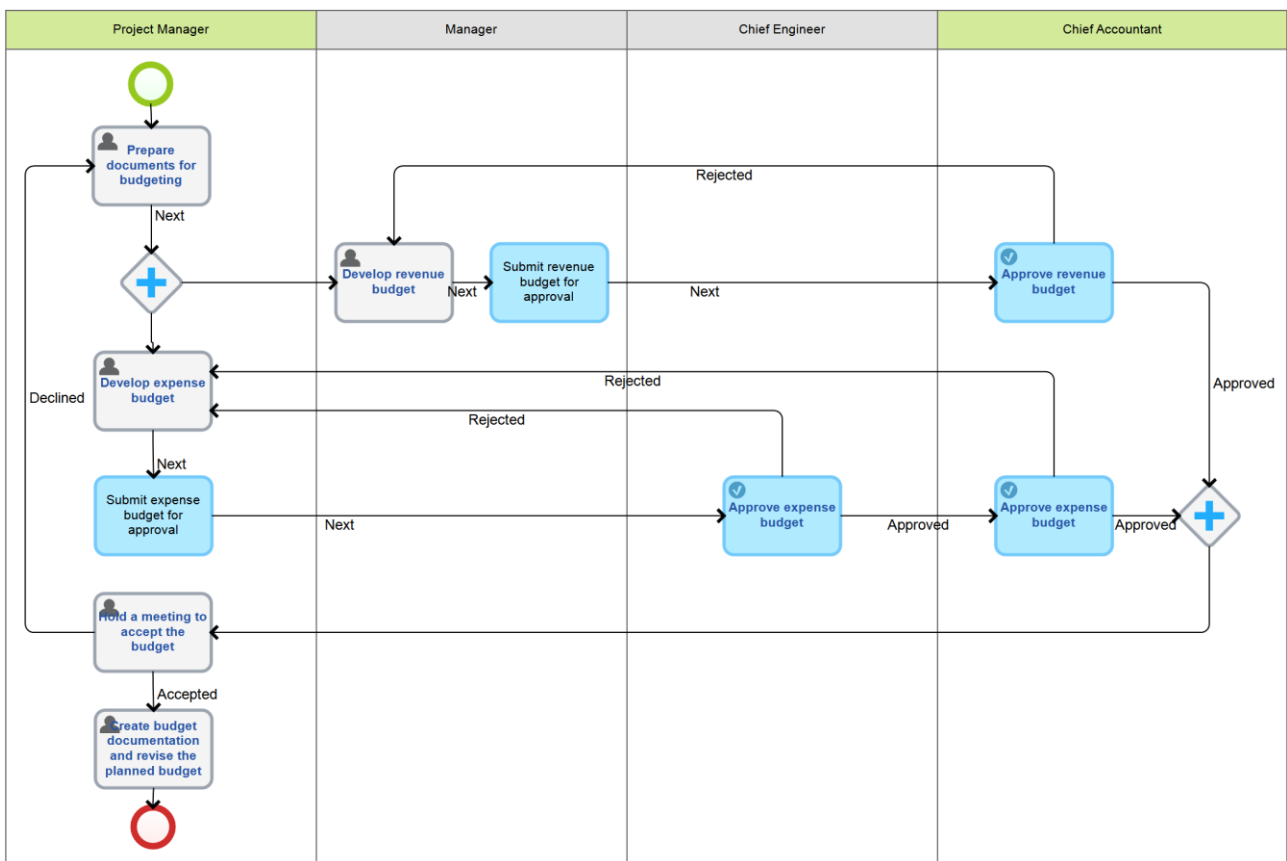 Project Manager
Manager
Chief Engineer
Chief Accountant
Prepare
documents for
budgeting
Next
Rejected
Develop revenue
budget
Next
Submit revenue
budget for
approval
Next
Approve revenue
budget
Develop expense
budget
Declined
Rejected
Approved
Rejected
Next
Submit expense
budget for
approval
Next
Approve expense
budget
Approved
Approve expense
budget
Approved
Hold a meeting to
accept the
budget
Accepted
Create budget
documentation
and revise the
planned budget